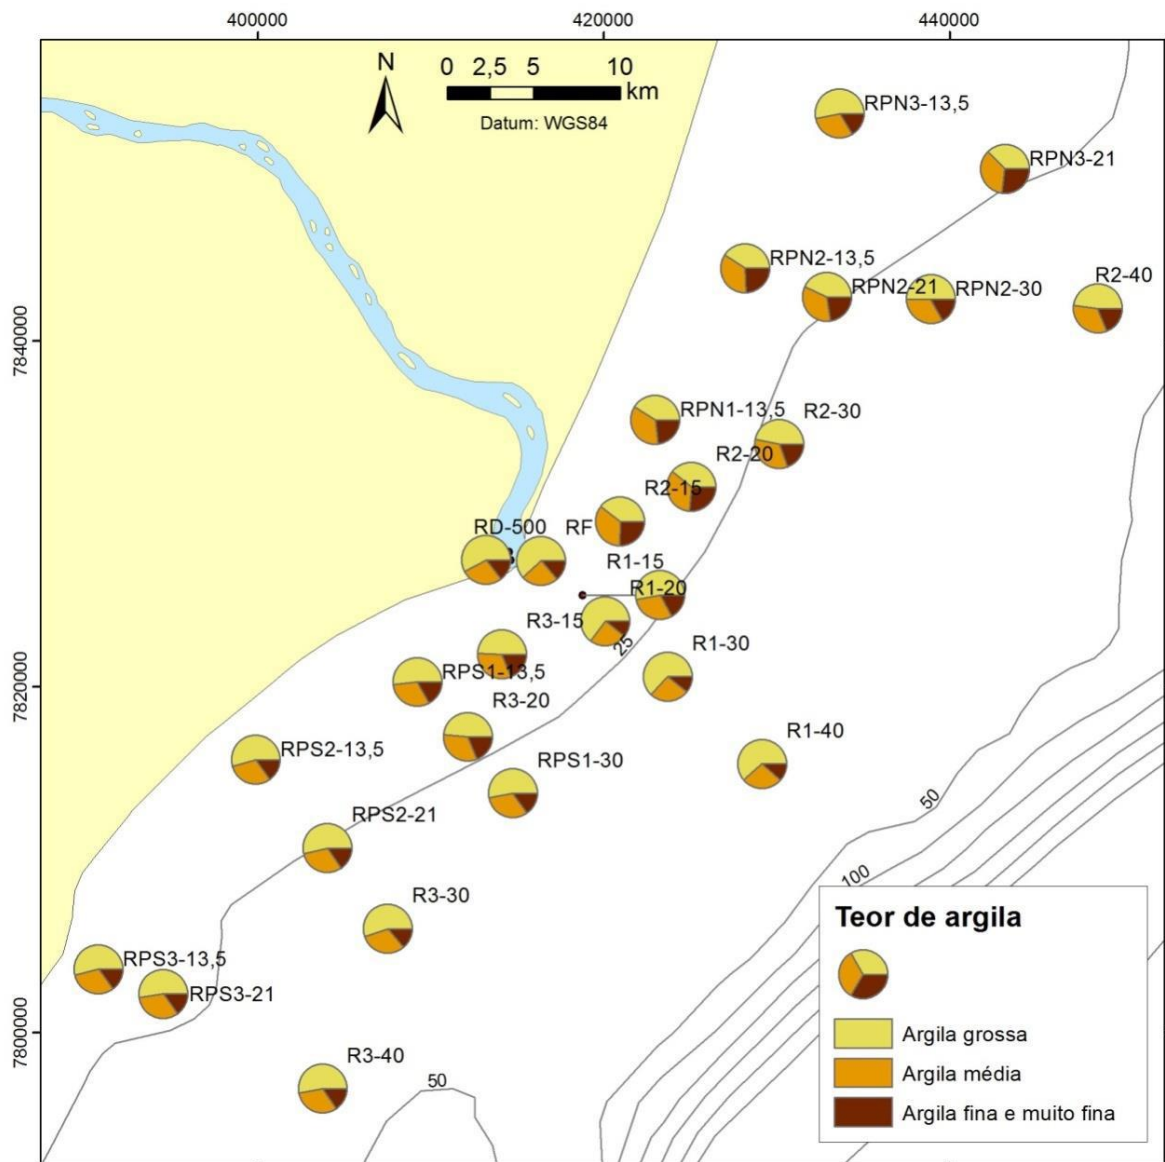 400000 420000 440000
N
0 2,5 5 10
km
Datum: WGS84
RPN3-13,5
RPN3-21
RPN2-13,5
RPN2-21
RPN2-30
R2-40
7840000
RPN1-13,5
R2-30
R2-20
R2-15
RD-500
RF
R1-15
R1-20
R3-15
25
R1-30
RPS1-13,5
7820000
R3-20
RPS2-13,5
RPS1-30
R1-40
50
RPS2-21
100
R3-30
Teor de argila
RPS3-13,5
RPS3-21
7800000
Argila grossa
R3-40
Argila média
50
Argila fina e muito fina